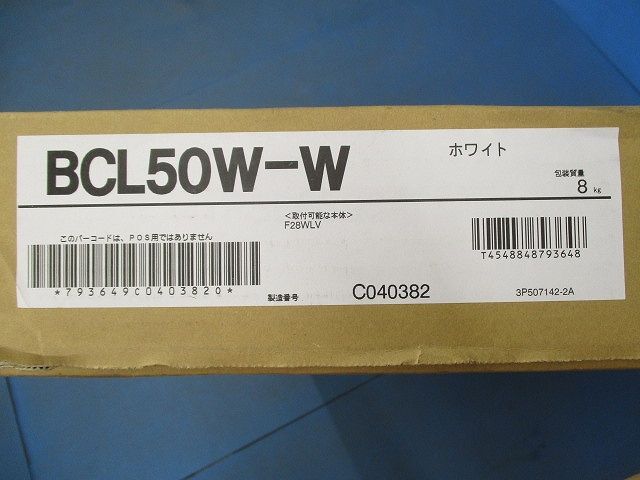 BCL50W-W
ホワイト
包装質量
8 kg
<取付可能な本体>
F28WLV
このバーコードは、POS用ではありません
*793649C0403820*
T4548848793648
製造番号 C040382
3P507142-2A